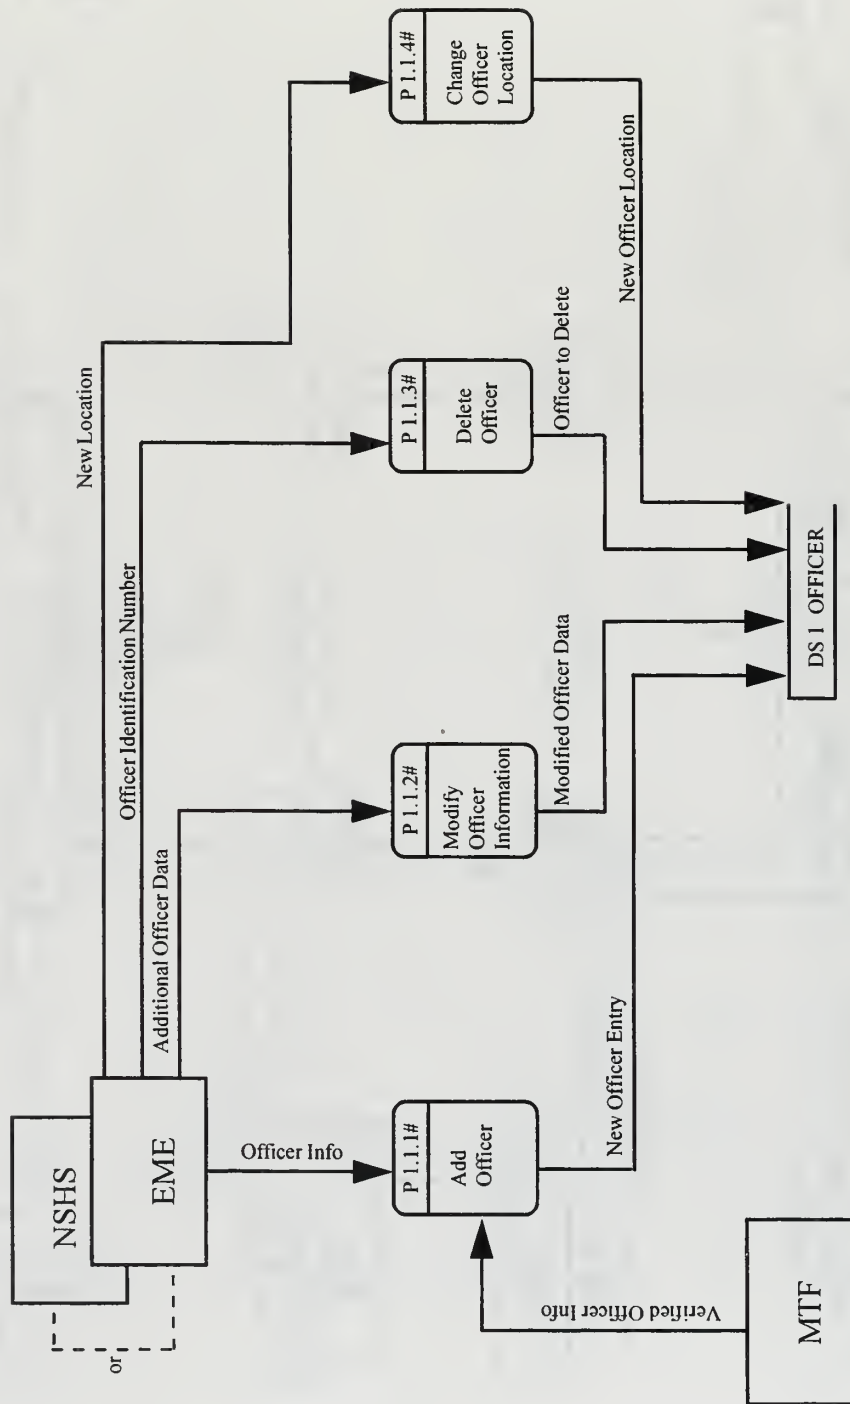 NSHS
EME
or
New Location
Officer Identification Number
Additional Officer Data
Officer Info
P 1.1.1#
Add
Officer
P 1.1.2#
Modify
Officer
Information
P 1.1.3#
Delete
Officer
P 1.1.4#
Change
Officer
Location
Verified Officer Info
New Officer Entry
Modified Officer Data
Officer to Delete
New Officer Location
MTF
DS 1 OFFICER